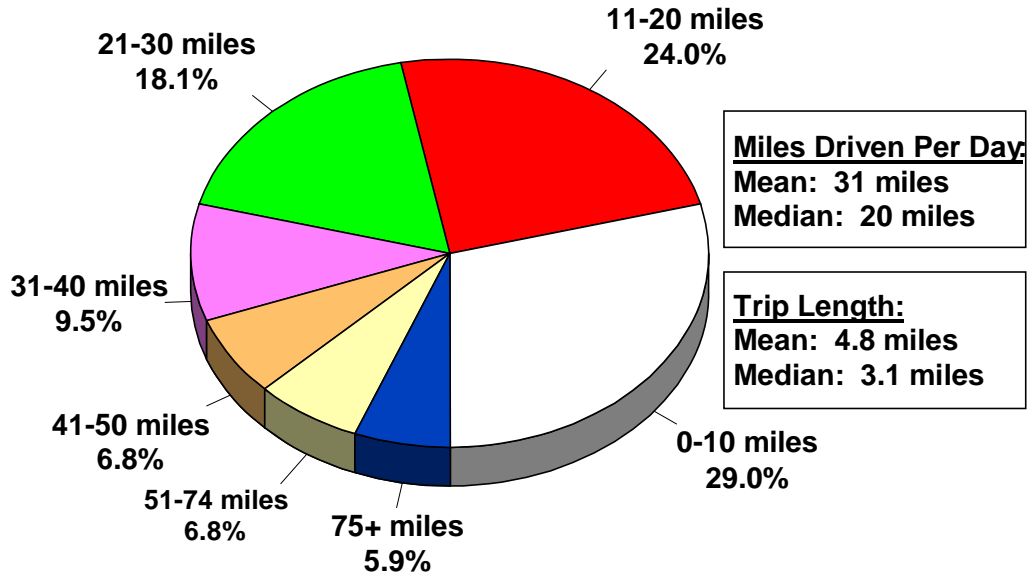 11-20 miles
24.0%
21-30 miles
18.1%
Miles Driven Per Day:
Mean: 31 miles
Median: 20 miles
31-40 miles
9.5%
Trip Length:
Mean: 4.8 miles
Median: 3.1 miles
41-50 miles
6.8%
0-10 miles
29.0%
51-74 miles
6.8%
75+ miles
5.9%